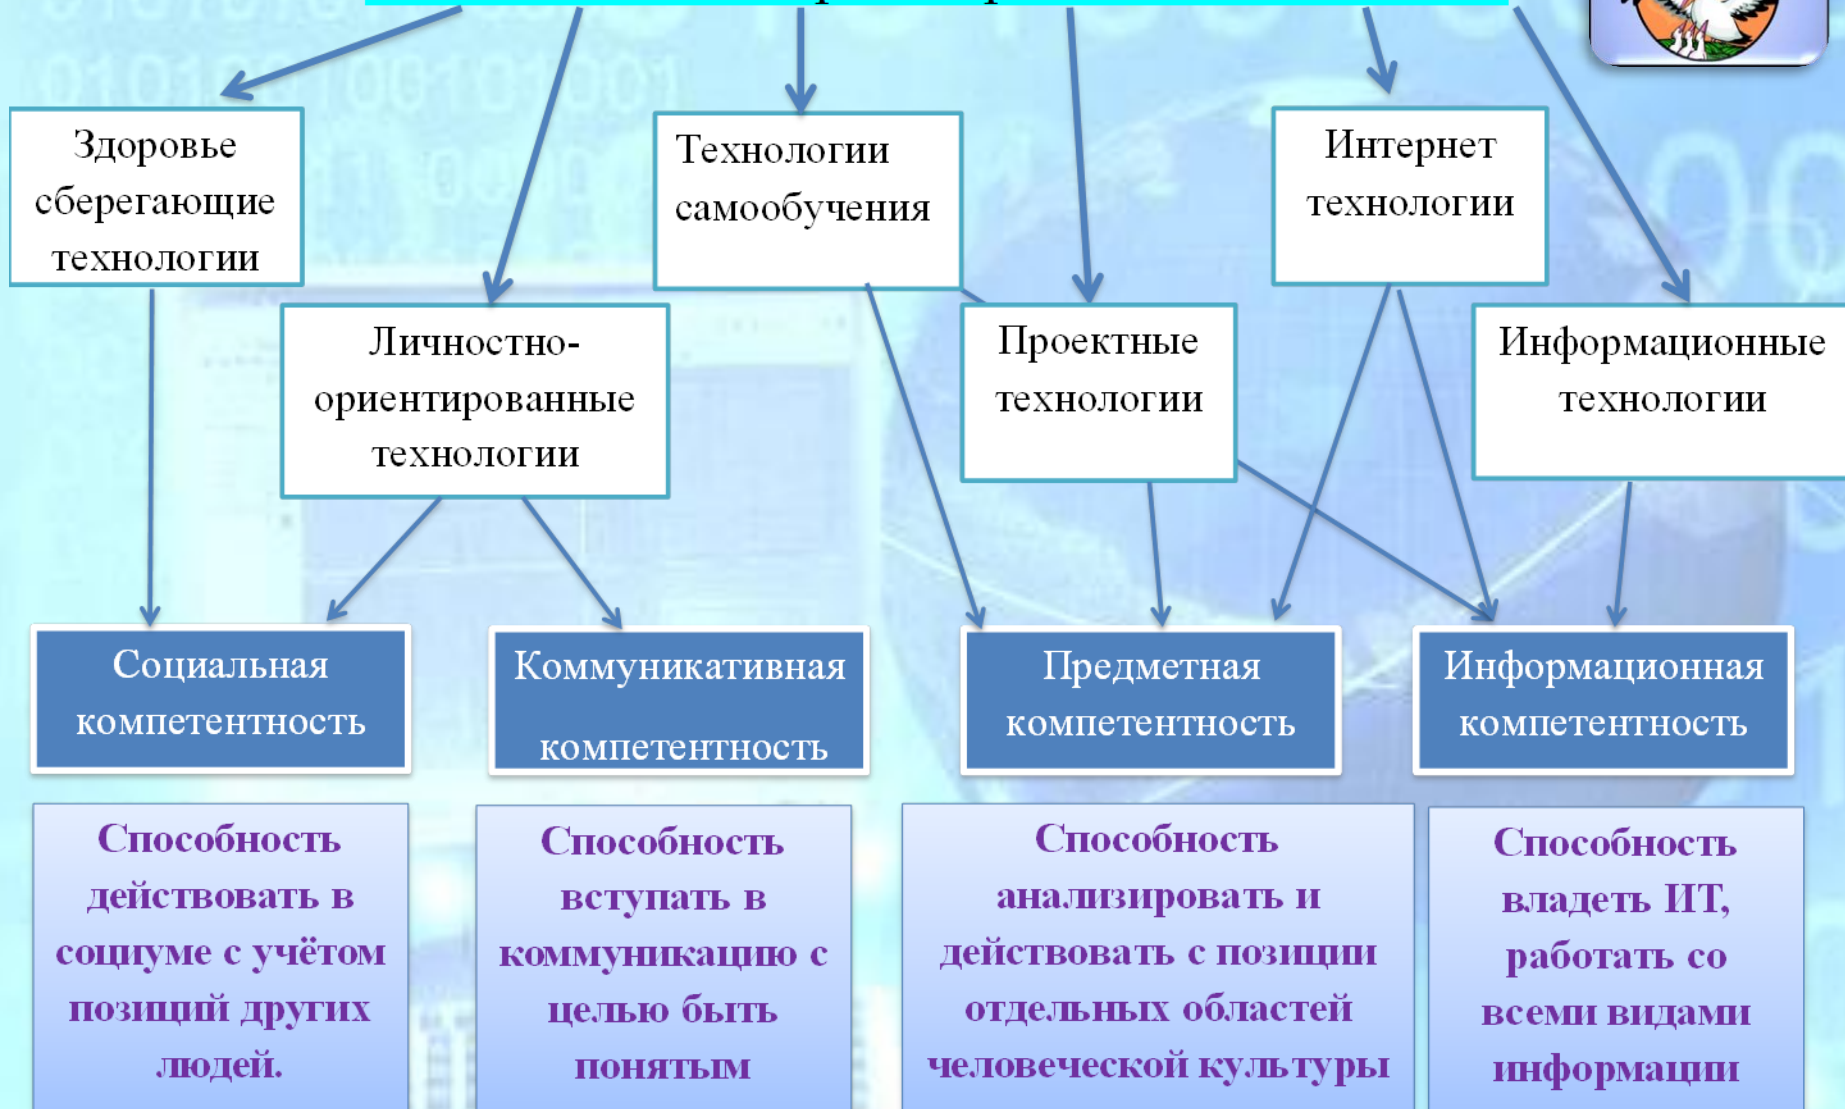 Здоровье
сберегающие
технологии
Технологии
самообучения
Интернет
технологии
Личностно-
ориентированные
технологии
Проектные
технологии
Информационные
технологии
Социальная
компетентность
Коммуникативная
компетентность
Предметная
компетентность
Информационная
компетентность
Способность
действовать в
социуме с учётом
позиций других
людей.
Способность
вступать в
коммуникацию с
целью быть
понятым
Способность
анализировать и
действовать с позиции
отдельных областей
человеческой культуры
Способность
владеть ИТ,
работать со
всеми видами
информации